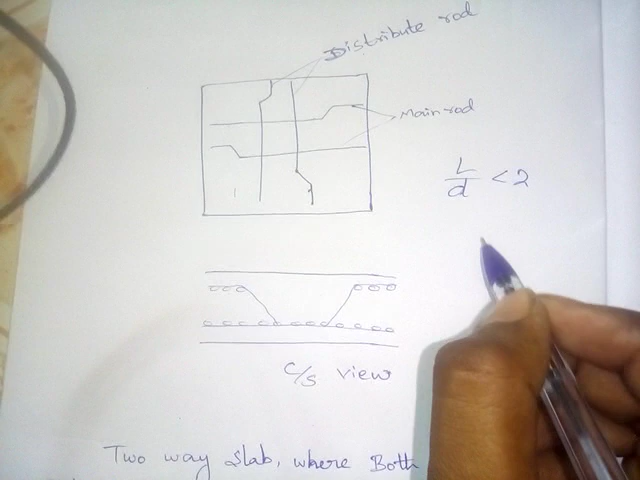 Distribute rod
Main rod
L/d < 2
C/s view
Two way slab, where Both